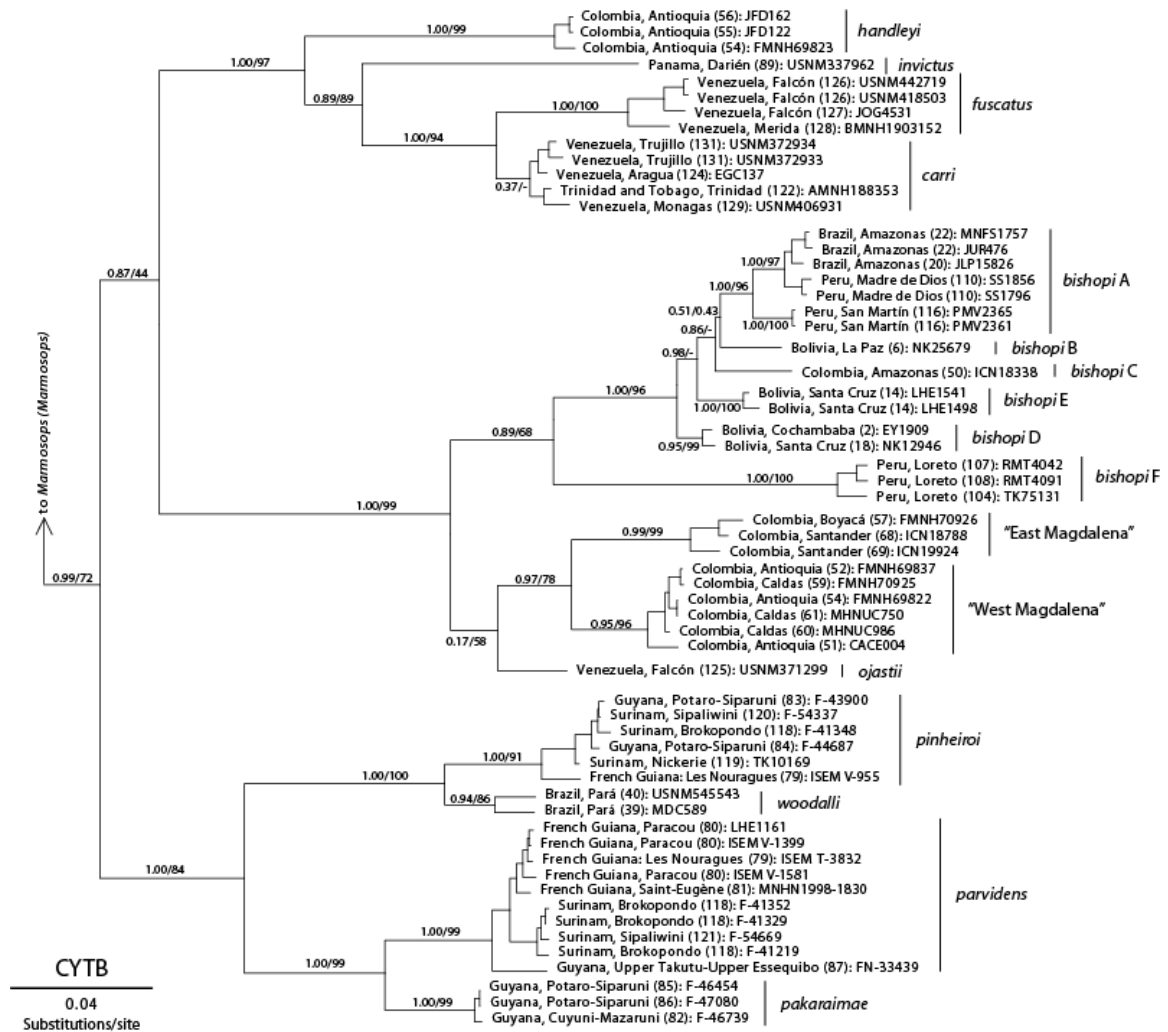 Colombia, Antioquia (56): JFD162
Colombia, Antioquia (55): JFD122
Colombia, Antioquia (54): FMNH69823
handleyi
1.00/99
1.00/97
Panama, Darién (89): USNM337962
invictus
0.89/89
Venezuela, Falcón (126): USNM442719
Venezuela, Falcón (126): USNM418503
Venezuela, Falcón (127): JOG4531
Venezuela, Merida (128): BMNH1903152
fuscatus
1.00/100
1.00/94
Venezuela, Trujillo (131): USNM372934
Venezuela, Trujillo (131): USNM372933
Venezuela, Aragua (124): EGC137
Trinidad and Tobago, Trinidad (122): AMNH188353
Venezuela, Monagas (129): USNM406931
carri
0.37/-
0.87/44
Brazil, Amazonas (22): MNFS1757
Brazil, Amazonas (22): JUR476
Brazil, Amazonas (20): JLP15826
Peru, Madre de Dios (110): SS1856
Peru, Madre de Dios (110): SS1796
Peru, San Martín (116): PMV2365
Peru, San Martín (116): PMV2361
bishopi A
1.00/97
1.00/96
1.00/100
0.51/0.43
Bolivia, La Paz (6): NK25679
bishopi B
0.86/-
Colombia, Amazonas (50): ICN18338
bishopi C
0.98/-
Bolivia, Santa Cruz (14): LHE1541
Bolivia, Santa Cruz (14): LHE1498
bishopi E
1.00/100
1.00/96
Bolivia, Cochambaba (2): EY1909
Bolivia, Santa Cruz (18): NK12946
bishopi D
0.95/99
0.89/68
Peru, Loreto (107): RMT4042
Peru, Loreto (108): RMT4091
Peru, Loreto (104): TK75131
bishopi F
1.00/100
1.00/99
to Marmosops (Marmosops)
0.99/72
Colombia, Boyacá (57): FMNH70926
Colombia, Santander (68): ICN18788
Colombia, Santander (69): ICN19924
"East Magdalena"
0.99/99
0.97/78
Colombia, Antioquia (52): FMNH69837
Colombia, Caldas (59): FMNH70925
Colombia, Antioquia (54): FMNH69822
Colombia, Caldas (61): MHNUC750
Colombia, Caldas (60): MHNUC986
Colombia, Antioquia (51): CACE004
"West Magdalena"
0.95/96
0.17/58
Venezuela, Falcón (125): USNM371299
ojastii
Guyana, Potaro-Siparuni (83): F-43900
Surinam, Sipaliwini (120): F-54337
Surinam, Brokopondo (118): F-41348
Guyana, Potaro-Siparuni (84): F-44687
Surinam, Nickerie (119): TK10169
French Guiana: Les Nouragues (79): ISEM V-955
pinheiroi
1.00/91
1.00/100
Brazil, Pará (40): USNM545543
Brazil, Pará (39): MDC589
woodalli
0.94/86
1.00/84
French Guiana, Paracou (80): LHE1161
French Guiana, Paracou (80): ISEM V-1399
French Guiana: Les Nouragues (79): ISEM T-3832
French Guiana, Paracou (80): ISEM V-1581
French Guiana, Saint-Eugène (81): MNHN1998-1830
Surinam, Brokopondo (118): F-41352
Surinam, Brokopondo (118): F-41329
Surinam, Sipaliwini (121): F-54669
Surinam, Brokopondo (118): F-41219
Guyana, Upper Takutu-Upper Essequibo (87): FN-33439
parvidens
1.00/99
1.00/99
Guyana, Potaro-Siparuni (85): F-46454
Guyana, Potaro-Siparuni (86): F-47080
Guyana, Cuyuni-Mazaruni (82): F-46739
pakaraimae
1.00/99
CYTB
0.04
Substitutions/site